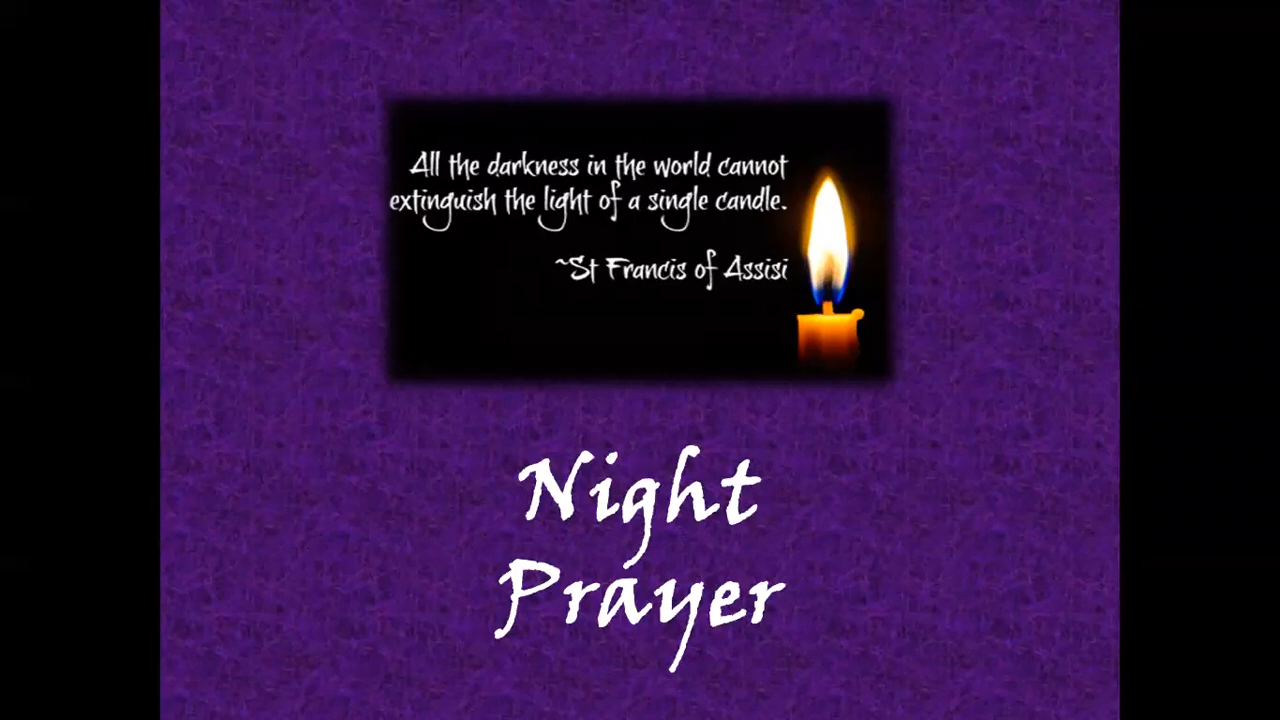 All the darkness in the world cannot
extinguish the light of a single candle.
~St Francis of Assisi
Night
Prayer